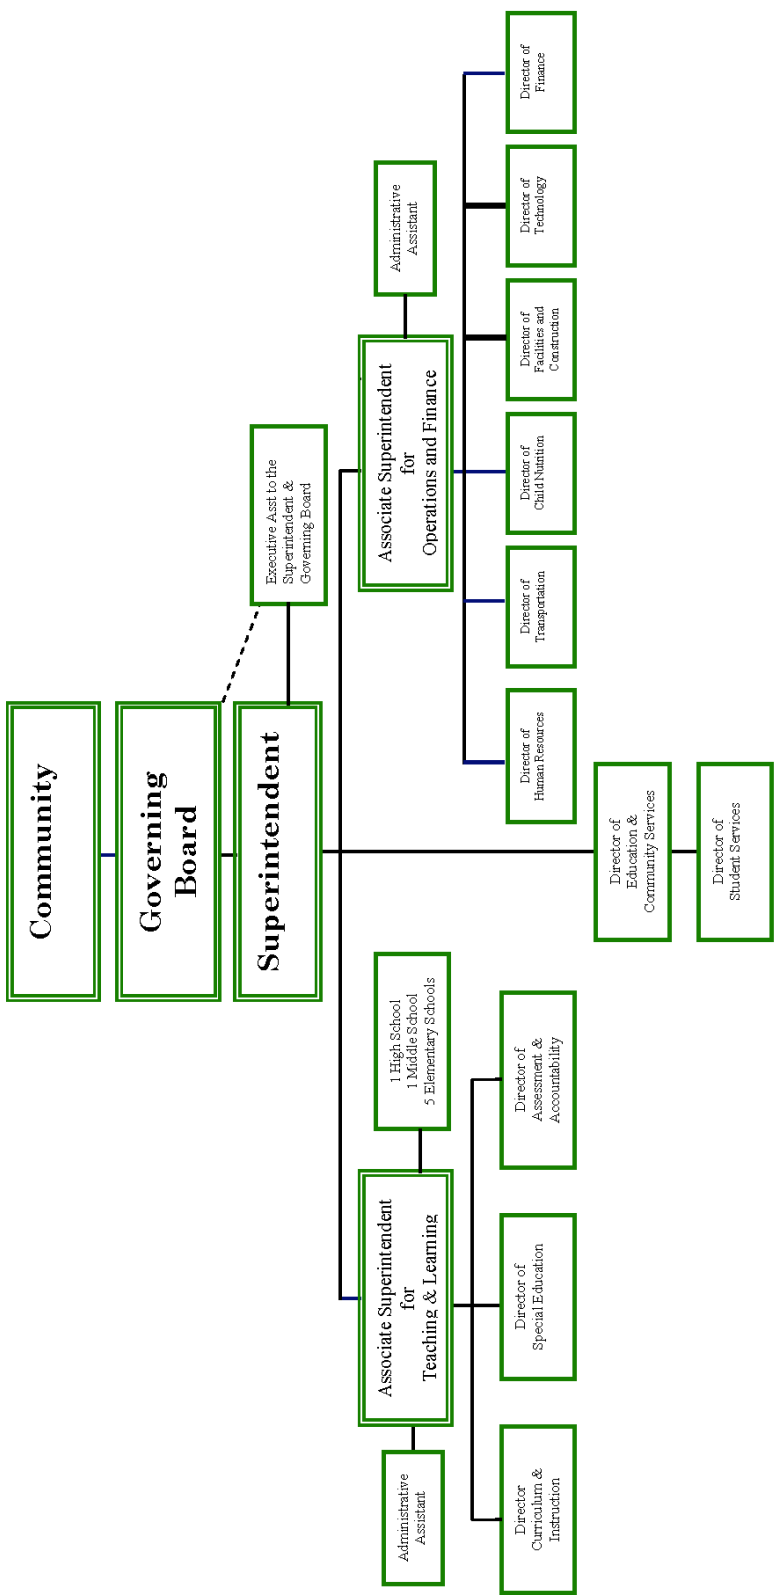 Community
Governing
Board
Superintendent
Executive Asst to the
Superintendent &
Governing Board
Administrative
Assistant
Associate Superintendent
for
Teaching & Learning
1 High School
1 Middle School
5 Elementary Schools
Associate Superintendent
for
Operations and Finance
Administrative
Assistant
Director
Curriculum &
Instruction
Director of
Special Education
Director of
Assessment &
Accountability
Director of
Human Resources
Director of
Transportation
Director of
Child Nutrition
Director of
Facilities and
Construction
Director of
Technology
Director of
Finance
Director of
Education &
Community Services
Director of
Student Services